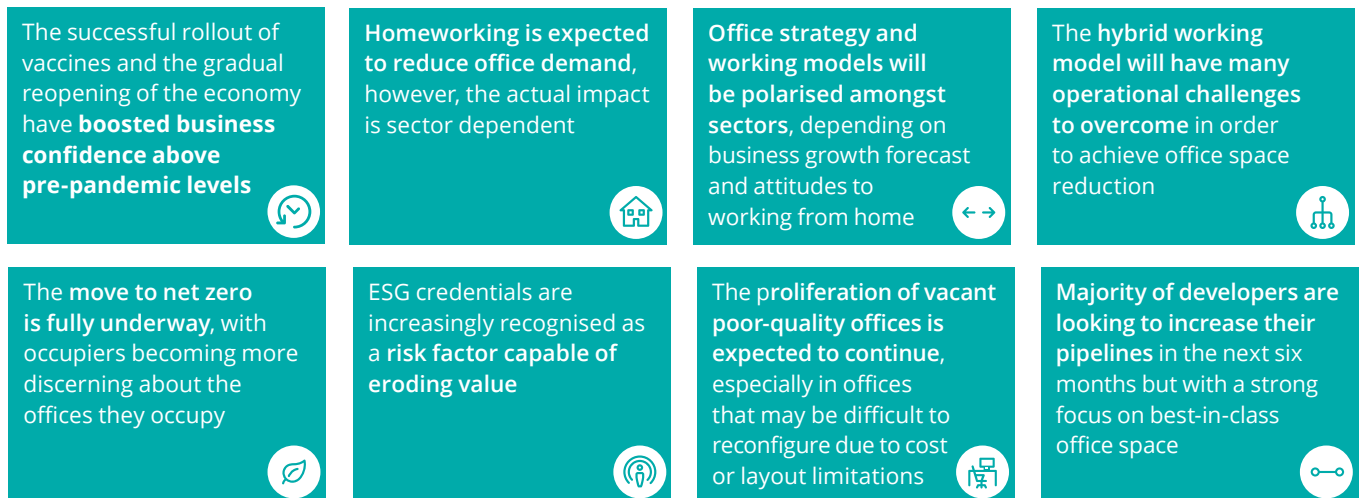 The successful rollout of
vaccines and the gradual
reopening of the economy
have boosted business
confidence above
pre-pandemic levels
Homeworking is expected
to reduce office demand,
however, the actual impact
is sector dependent
Office strategy and
working models will
be polarised amongst
sectors, depending on
business growth forecast
and attitudes to
working from home
The hybrid working
model will have many
operational challenges
to overcome in order
to achieve office space
reduction
The move to net zero
is fully underway, with
occupiers becoming more
discerning about the
offices they occupy
ESG credentials are
increasingly recognised as
a risk factor capable of
eroding value
The proliferation of vacant
poor-quality offices is
expected to continue,
especially in offices
that may be difficult to
reconfigure due to cost
or layout limitations
Majority of developers are
looking to increase their
pipelines in the next six
months but with a strong
focus on best-in-class
office space